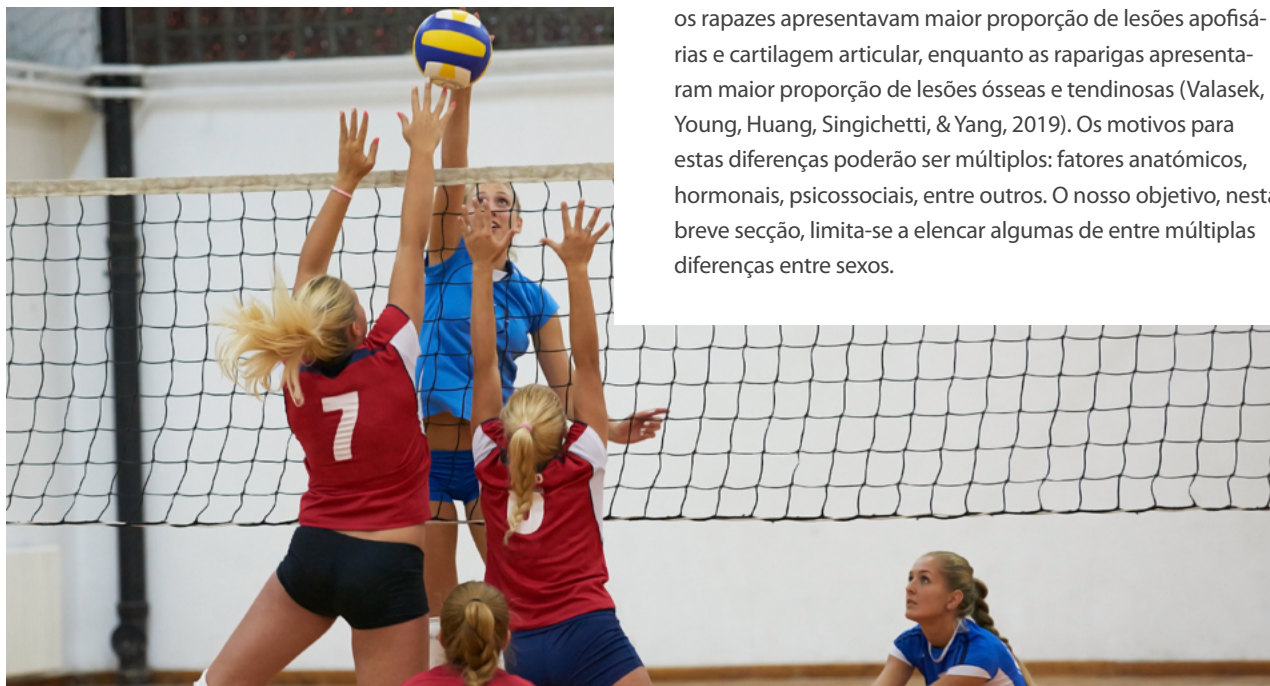 os rapazes apresentavam maior proporção de lesões apofisá-
rias e cartilagem articular, enquanto as raparigas apresenta-
ram maior proporção de lesões ósseas e tendinosas (Valasek,
Young, Huang, Singichetti, & Yang, 2019). Os motivos para
estas diferenças poderão ser múltiplos: fatores anatómicos,
hormonais, psicossociais, entre outros. O nosso objetivo, nesta
breve secção, limita-se a elencar algumas de entre múltiplas
diferenças entre sexos.
7